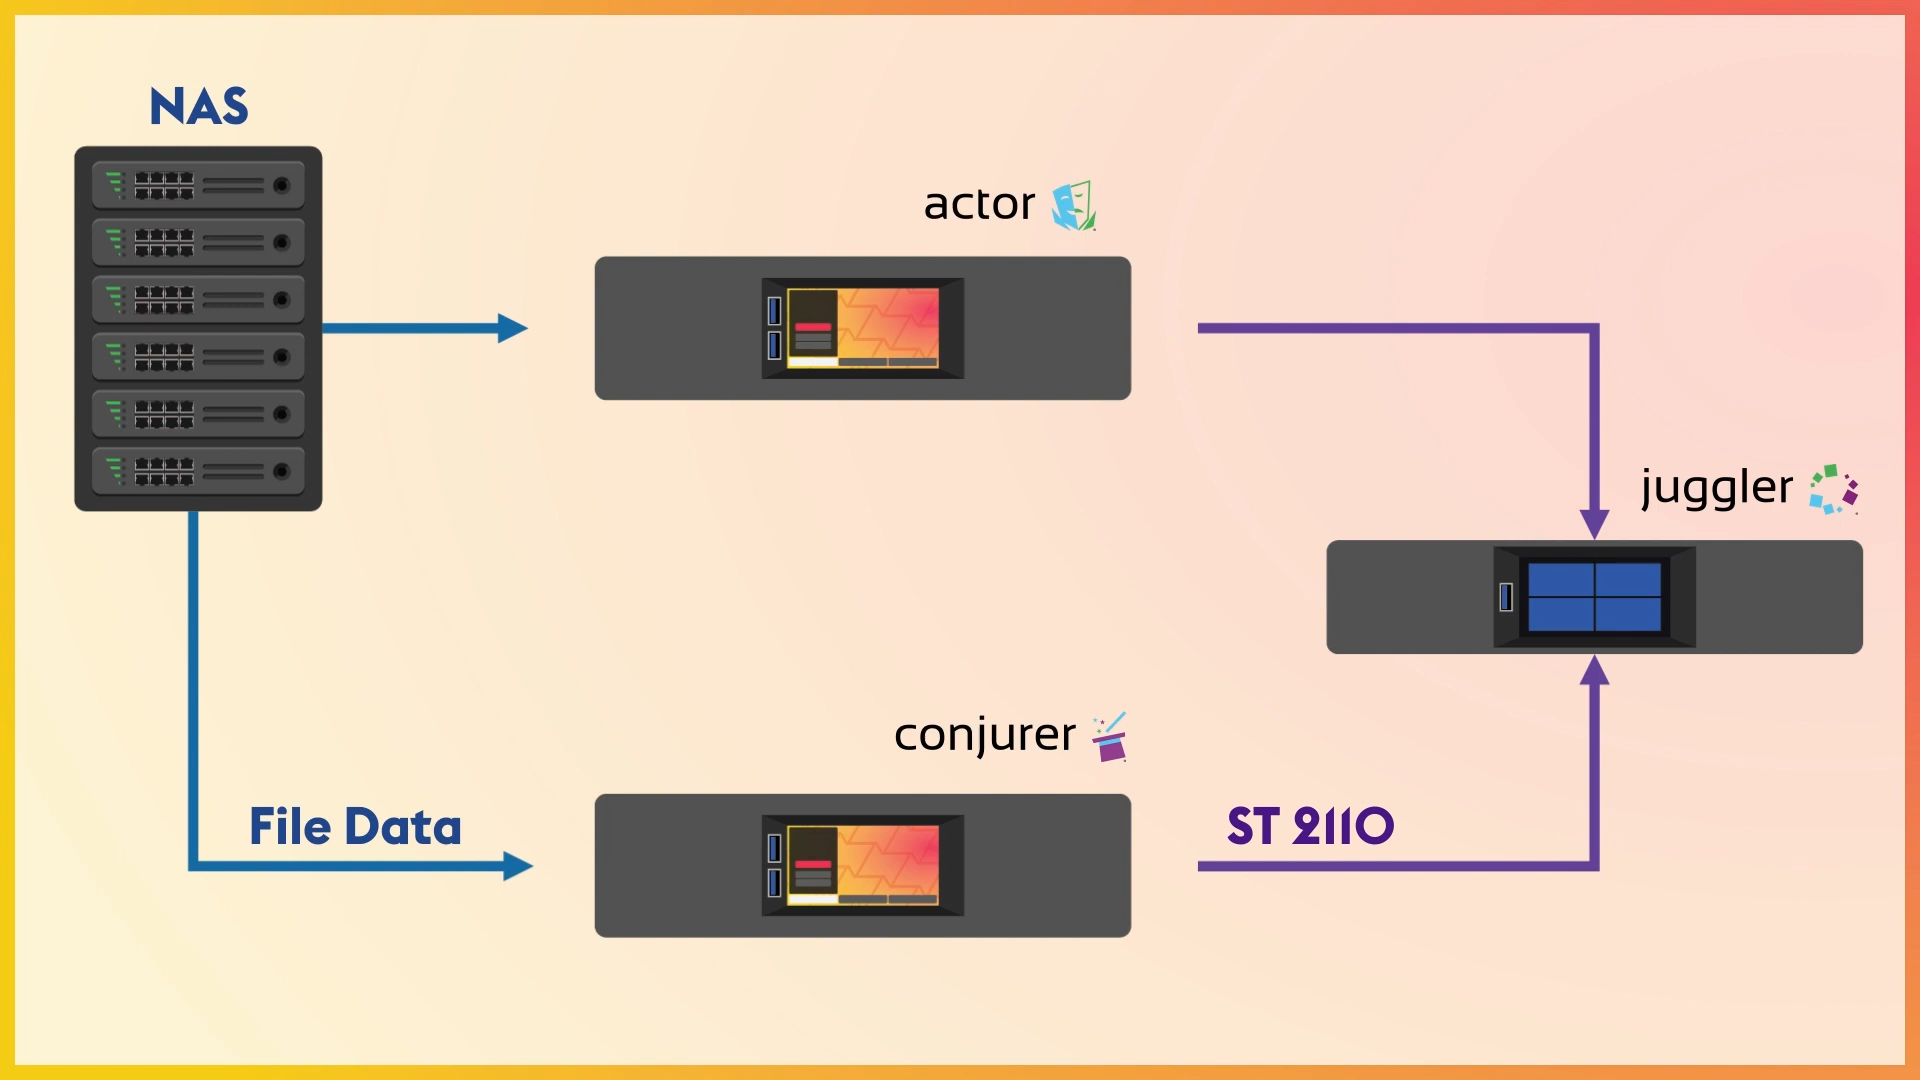 NAS
actor
juggler
conjurer
File Data
ST 2110